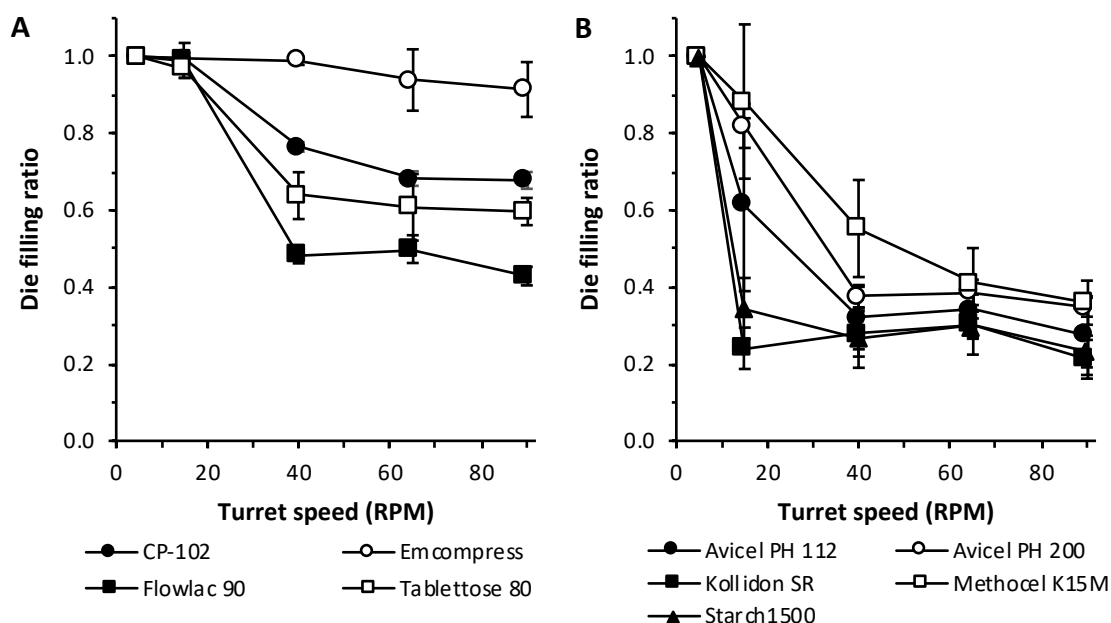 A
Die filling ratio
1.0
0.8
0.6
0.4
0.2
0.0
0 20 40 60 80
Turret speed (RPM)
CP-102 Emcompress
Flowlac 90 Tablettose 80
B
Die filling ratio
1.0
0.8
0.6
0.4
0.2
0.0
0 20 40 60 80
Turret speed (RPM)
Avicel PH 112 Avicel PH 200
Kollidon SR Methocel K15M
Starch1500